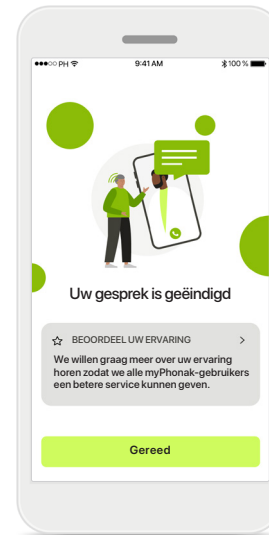 PH 9:41 AM 100 %
Uw gesprek is geëindigd
BEOORDEEL UW ERVARING
We willen graag meer over uw ervaring
horen zodat we alle myPhonak-gebruikers
een betere service kunnen geven.
Gereed